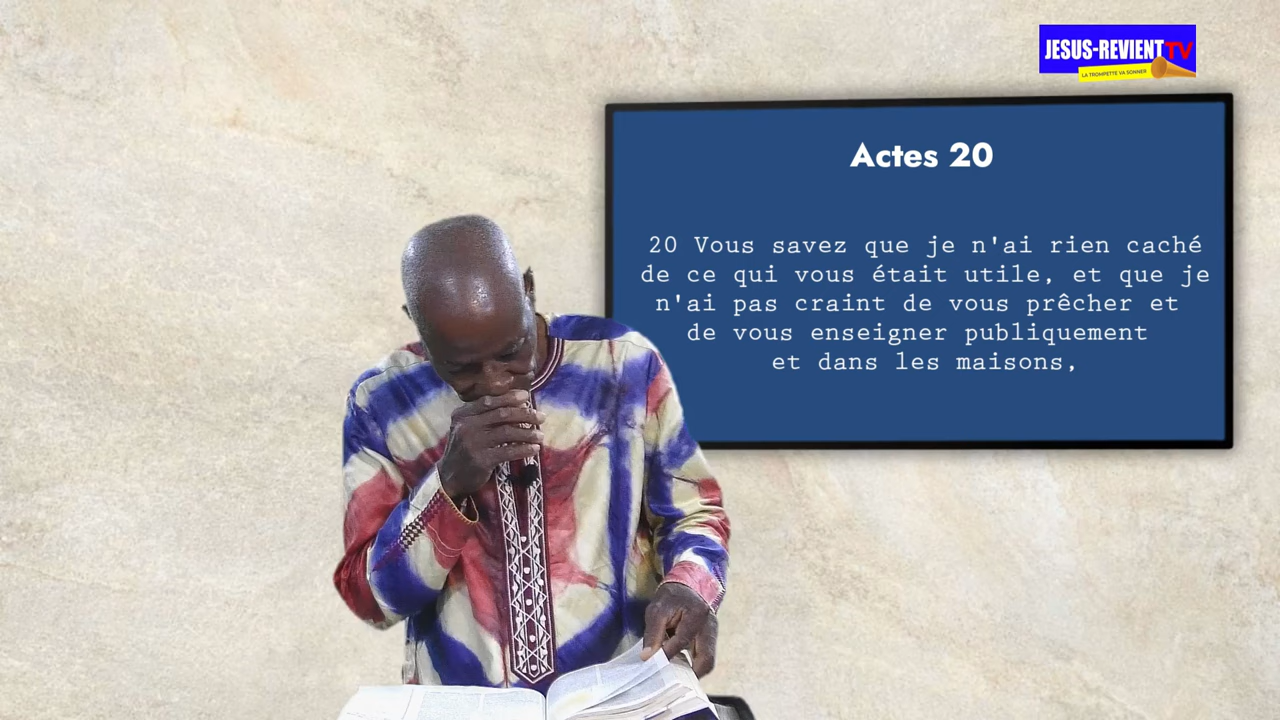 JESUS-REVIENT TV
LA TROMPETTE VA SONNER
Actes 20
20 Vous savez que je n'ai rien caché
de ce qui vous était utile, et que je
n'ai pas craint de vous prêcher et
de vous enseigner publiquement
et dans les maisons,